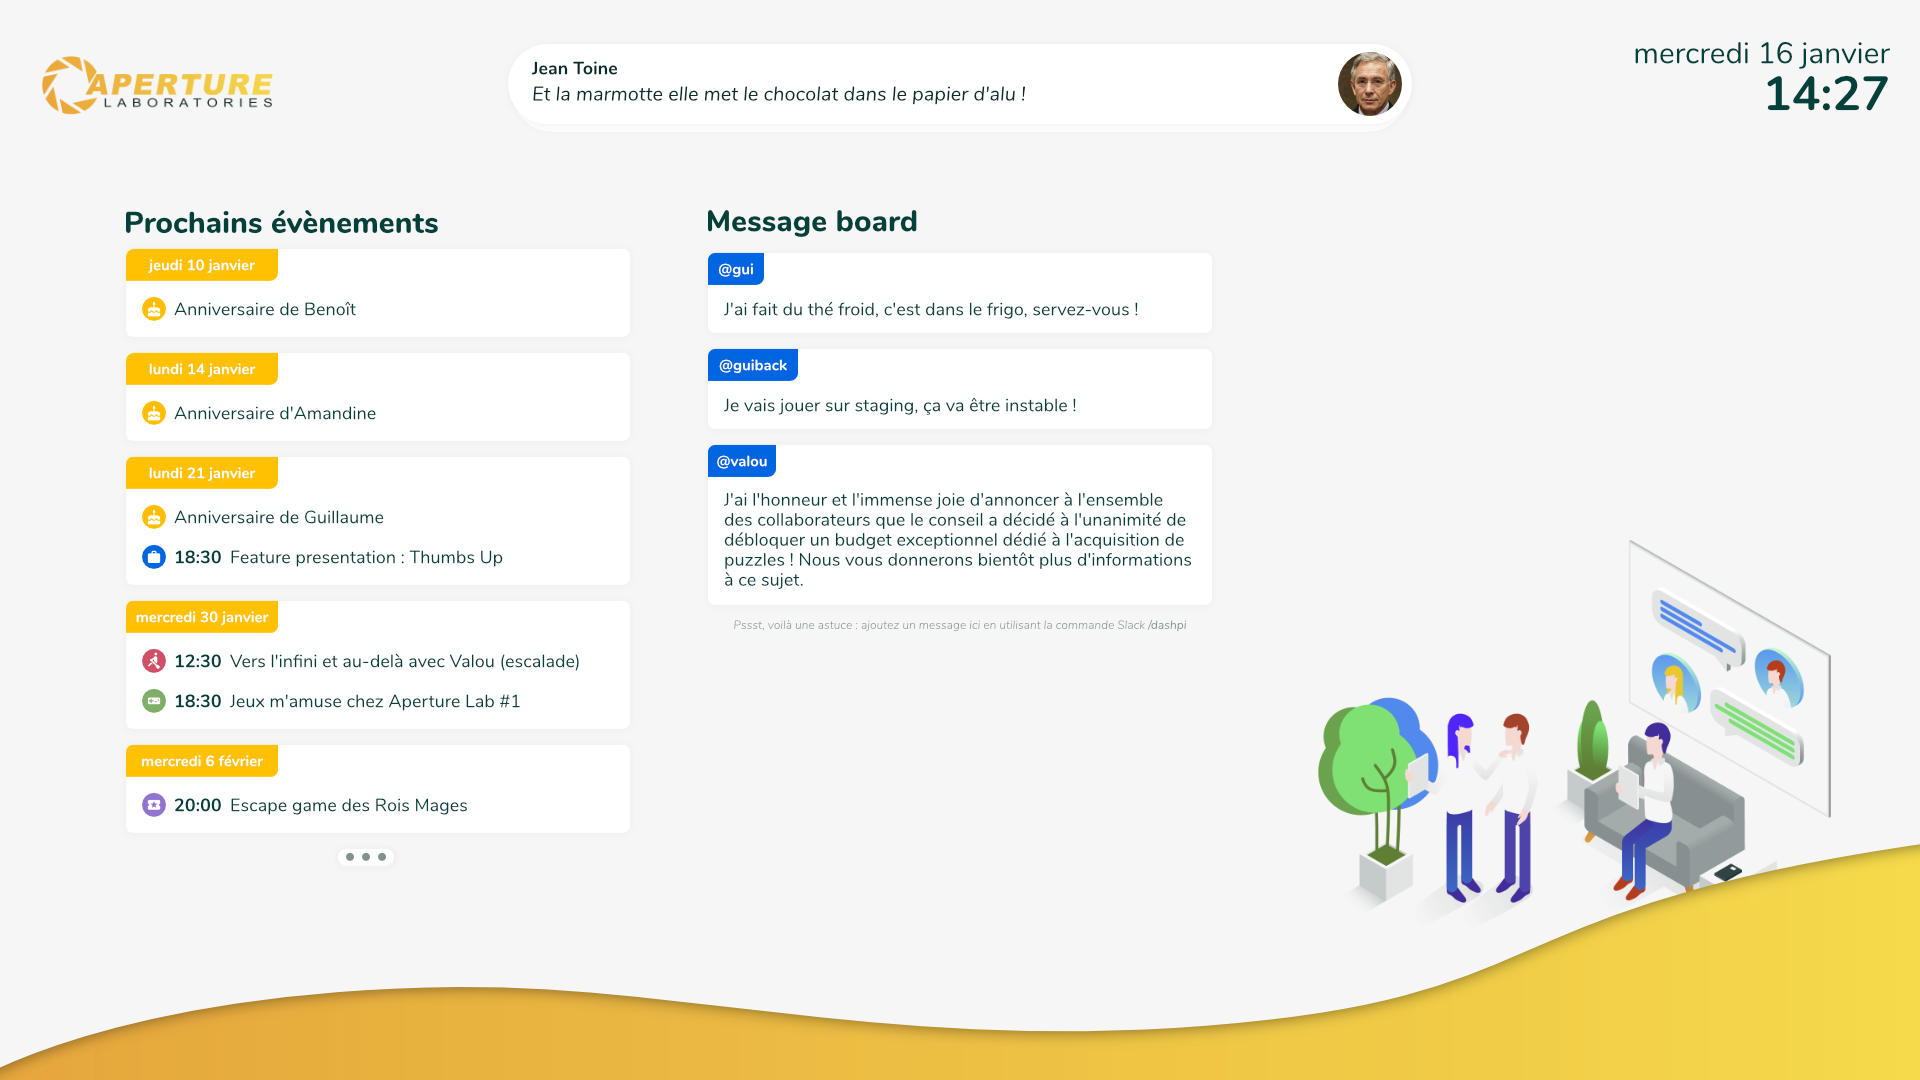 APERTURE
LABORATORIES
Jean Toine
Et la marmotte elle met le chocolat dans le papier d'alu !
mercredi 16 janvier
14:27
Prochains évènements
jeudi 10 janvier
Anniversaire de Benoît
lundi 14 janvier
Anniversaire d'Amandine
lundi 21 janvier
Anniversaire de Guillaume
18:30 Feature presentation : Thumbs Up
mercredi 30 janvier
12:30 Vers l'infini et au-delà avec Valou (escalade)
18:30 Jeux m'amuse chez Aperture Lab #1
mercredi 6 février
20:00 Escape game des Rois Mages
Message board
@gui
J'ai fait du thé froid, c'est dans le frigo, servez-vous !
@guiback
Je vais jouer sur staging, ça va être instable !
@valou
J'ai l'honneur et l'immense joie d'annoncer à l'ensemble
des collaborateurs que le conseil a décidé à l'unanimité de
débloquer un budget exceptionnel dédié à l'acquisition de
puzzles ! Nous vous donnerons bientôt plus d'informations
à ce sujet.
Pssst, voilà une astuce : ajoutez un message ici en utilisant la commande Slack /dashpi